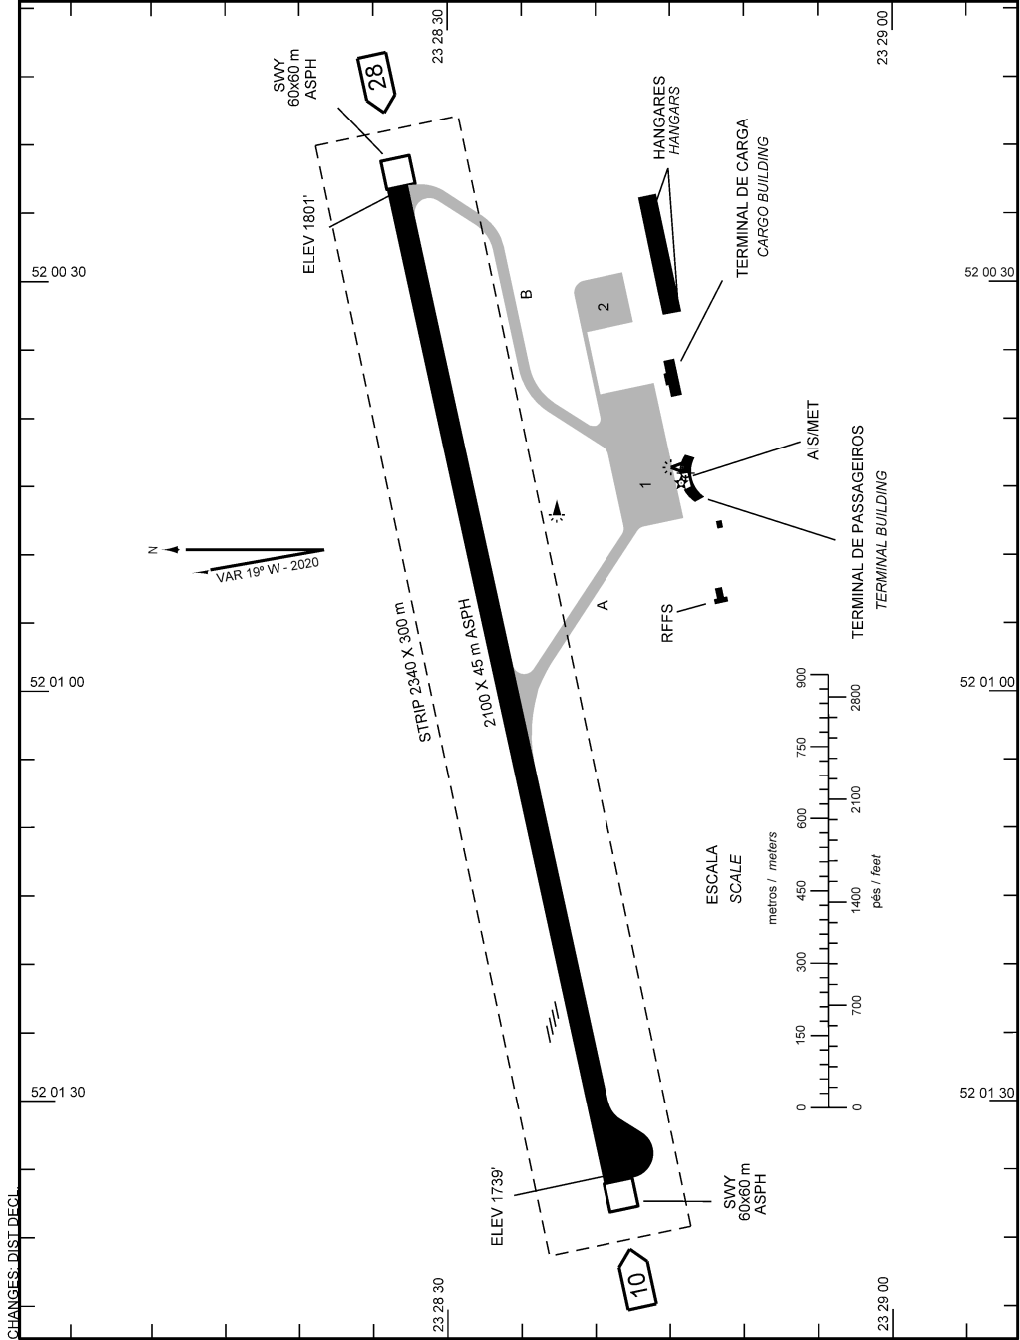 CHANGES: DIST DECL.
23 28 30
23 29 00
SWY
60x60 m
ASPH
28
ELEV 1801'
HANGARES
HANGARS
TERMINAL DE CARGA
CARGO BUILDING
52 00 30
52 00 30
B
2
AIS/MET
1
TERMINAL DE PASSAGEIROS
TERMINAL BUILDING
N
VAR 19º W - 2020
A
RFFS
STRIP 2340 X 300 m
2100 X 45 m ASPH
52 01 00
52 01 00
ESCALA
SCALE
metros / meters
0 150 300 450 600 750 900
0 700 1400 2100 2800
pés / feet
52 01 30
52 01 30
ELEV 1739'
SWY
60x60 m
ASPH
10
23 28 30
23 29 00